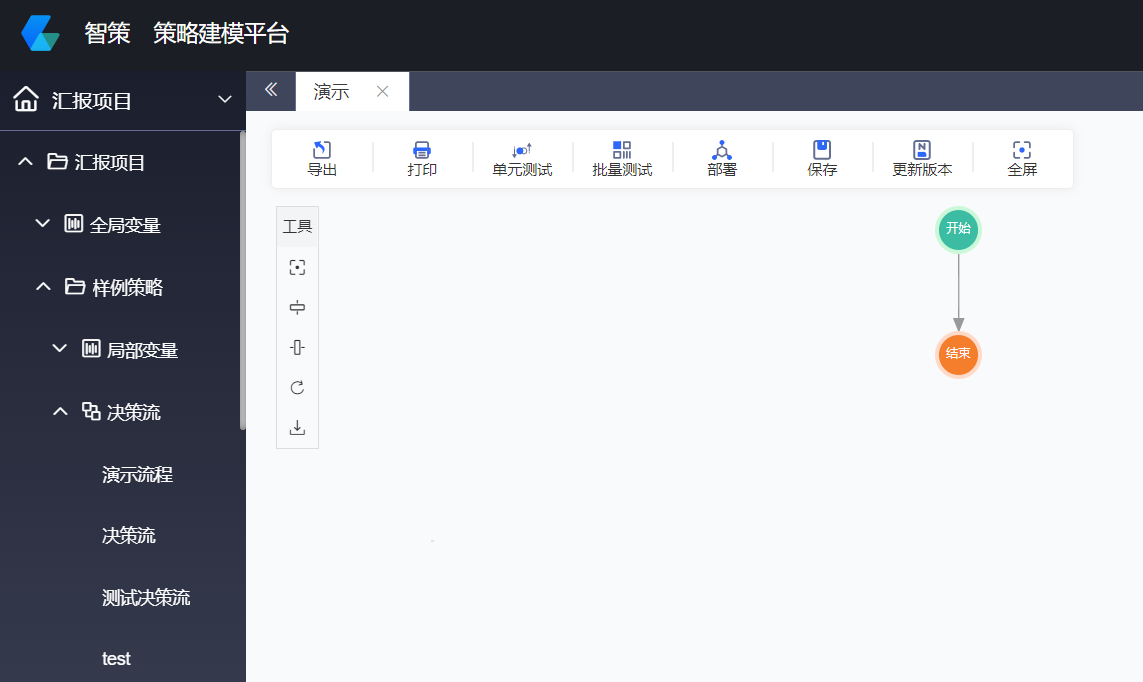 智策 策略建模平台
汇报项目
演示
汇报项目
全局变量
样例策略
局部变量
决策流
演示流程
决策流
测试决策流
test
导出 打印 单元测试 批量测试 部署 保存 更新版本 全屏
工具
开始
结束